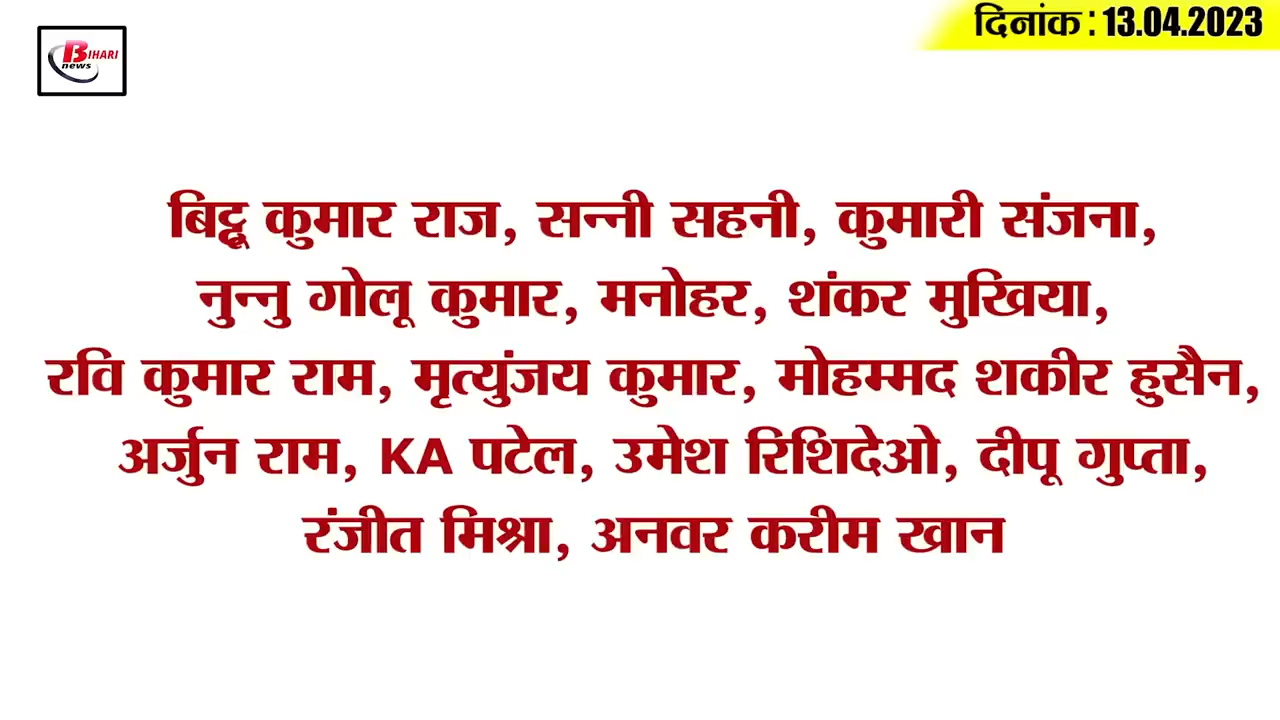 BIHARI
news
दिनांक : 13.04.2023
बिट्टू कुमार राज, सन्नी सहनी, कुमारी संजना,
नुन्नु गोलू कुमार, मनोहर, शंकर मुखिया,
रवि कुमार राम, मृत्युंजय कुमार, मोहम्मद शकीर हुसैन,
अर्जुन राम, KA पटेल, उमेश रिशिदेओ, दीपू गुप्ता,
रंजीत मिश्रा, अनवर करीम खान